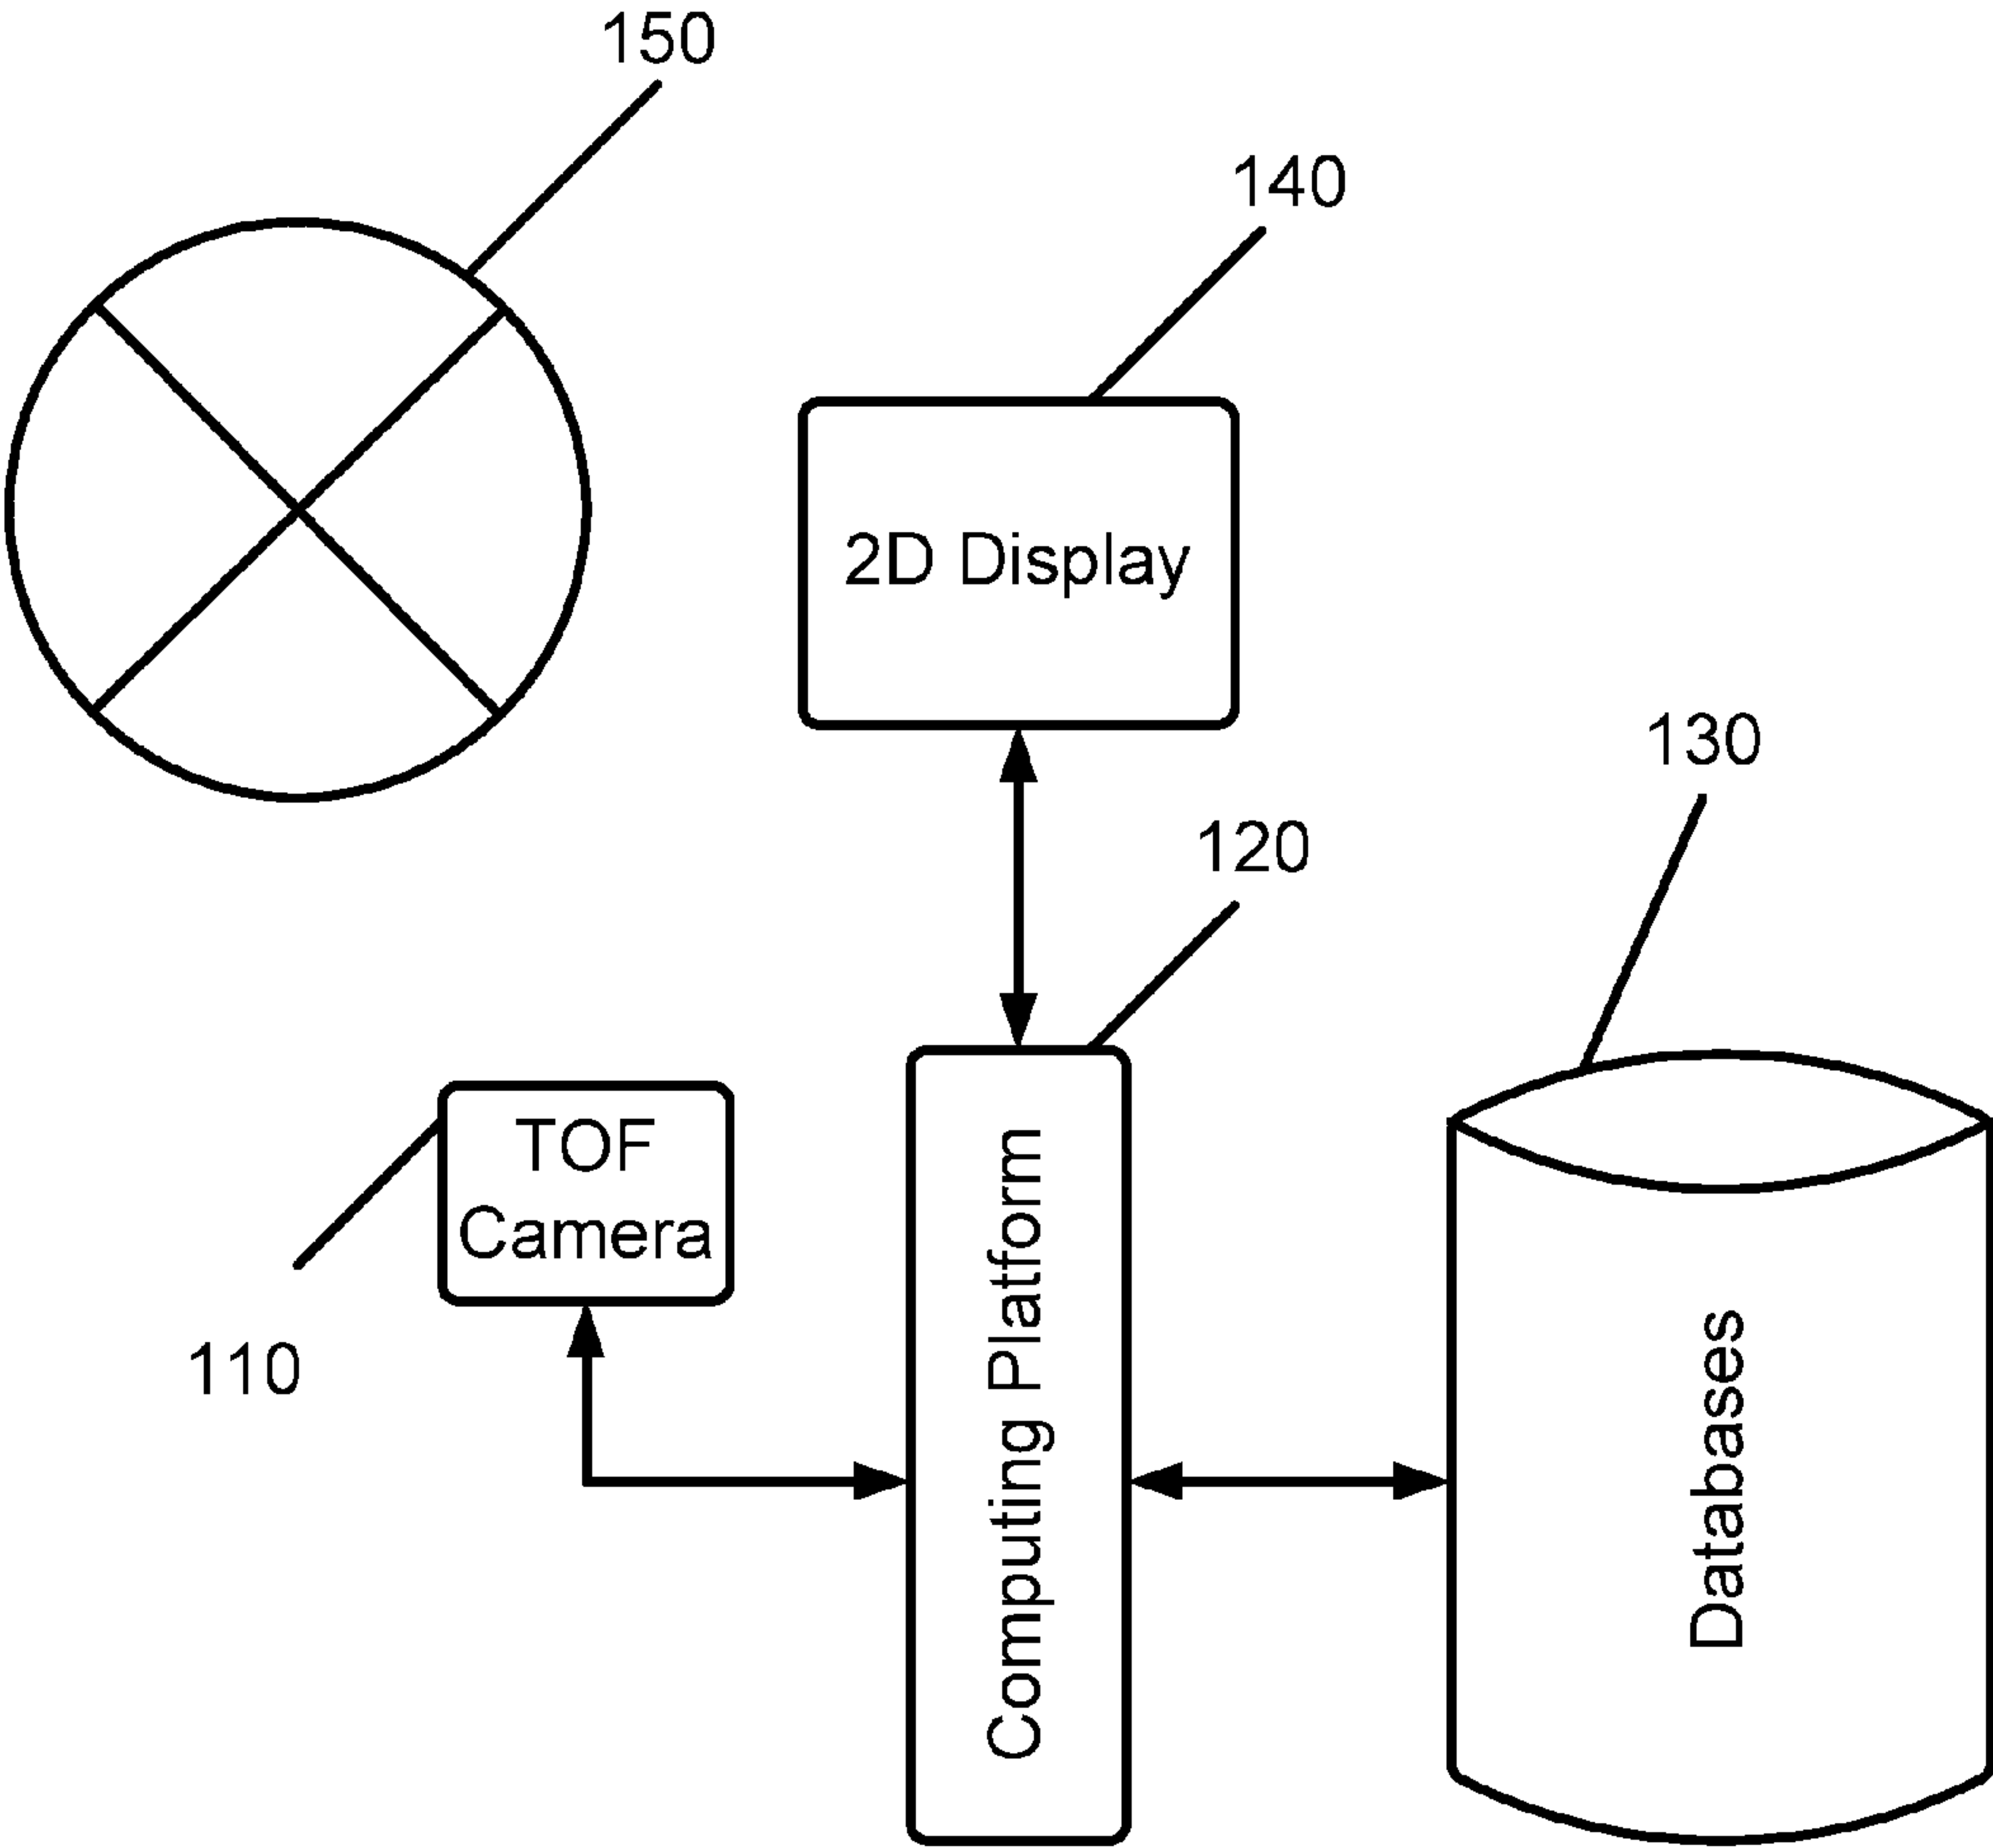 150
140
2D Display
130
120
TOF
Camera
110
Computing Platform
Databases